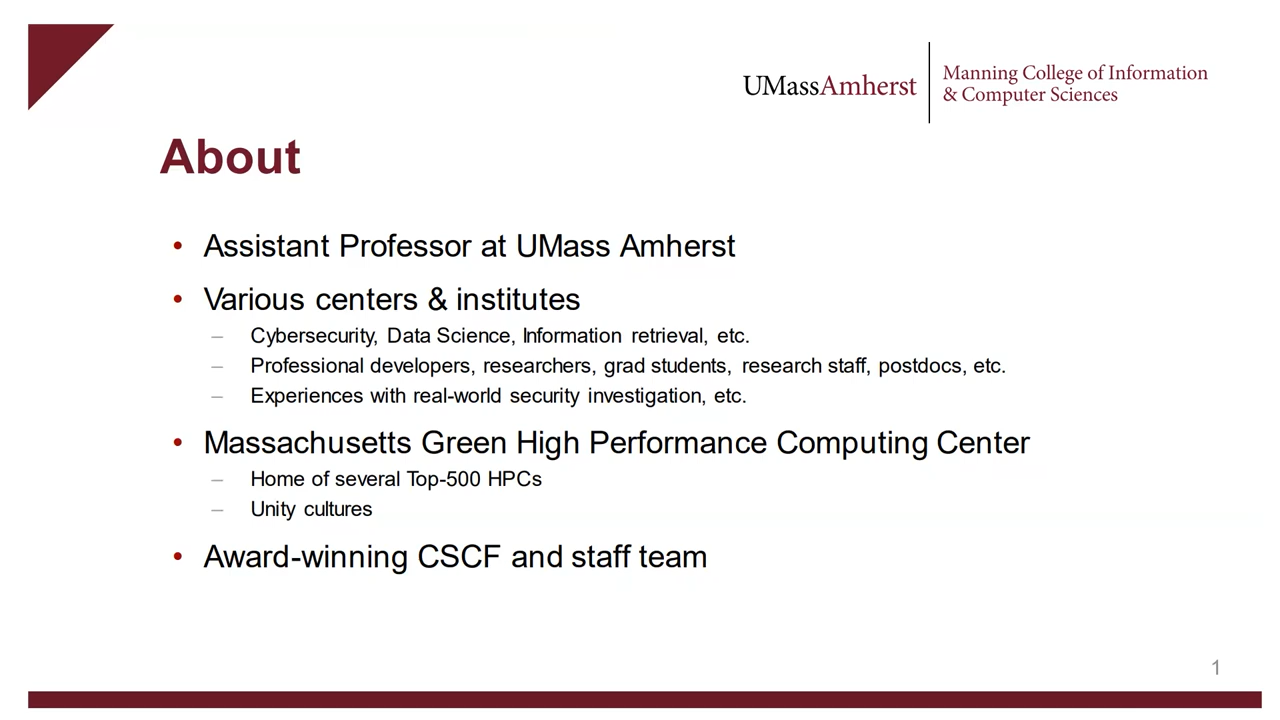 UMassAmherst
Manning College of Information
& Computer Sciences
About
• Assistant Professor at UMass Amherst
• Various centers & institutes
– Cybersecurity, Data Science, Information retrieval, etc.
– Professional developers, researchers, grad students, research staff, postdocs, etc.
– Experiences with real-world security investigation, etc.
• Massachusetts Green High Performance Computing Center
– Home of several Top-500 HPCs
– Unity cultures
• Award-winning CSCF and staff team
1